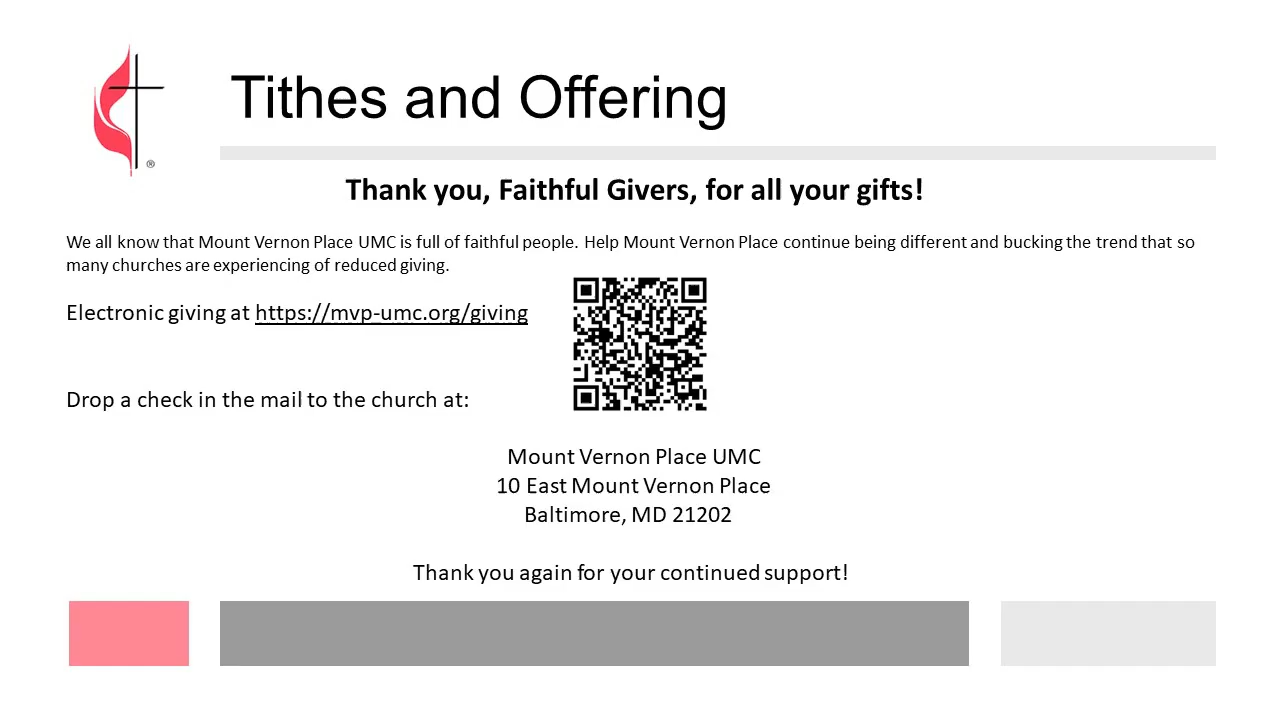 Tithes and Offering
®
Thank you, Faithful Givers, for all your gifts!
We all know that Mount Vernon Place UMC is full of faithful people. Help Mount Vernon Place continue being different and bucking the trend that so
many churches are experiencing of reduced giving.
Electronic giving at https://mvp-umc.org/giving
Drop a check in the mail to the church at:
Mount Vernon Place UMC
10 East Mount Vernon Place
Baltimore, MD 21202
Thank you again for your continued support!